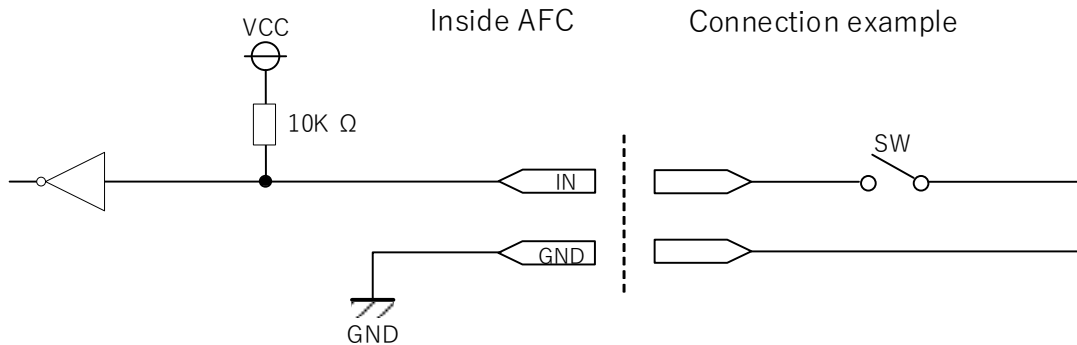 Inside AFC Connection example
VCC
10K Ω
SW
IN
GND
GND